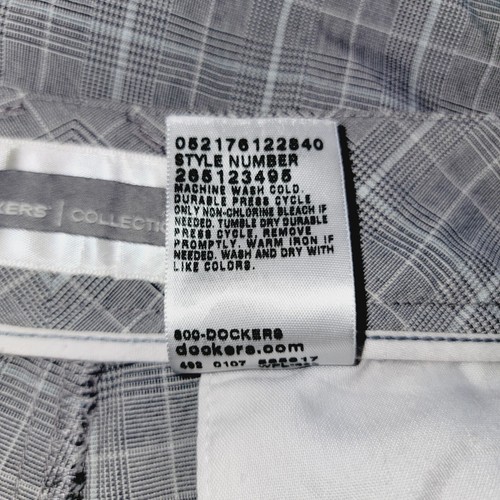 052176122840
STYLE NUMBER
265123495
MACHINE WASH COLD.
DURABLE PRESS CYCLE
ONLY NON-CHLORINE BLEACH IF
NEEDED. TUMBLE DRY DURABLE
PRESS CYCLE, REMOVE
PROMPTLY. WARM IRON IF
NEEDED. WASH AND DRY WITH
LIKE COLORS.
800-DOCKERS
dockers.com
0107
KERS | COLLECTIO